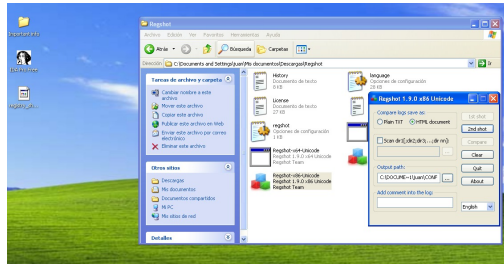 Regshot
Archivo Edición Ver Favoritos Herramientas Ayuda
Atrás Búsqueda Carpetas
Dirección C:\Documents and Settings\juan\Mis documentos\Descargas\Regshot Ir
Tareas de archivo y carpeta
Cambiar nombre a este archivo
Mover este archivo
Copiar este archivo
Publicar este archivo en Web
Enviar este archivo por correo electrónico
Eliminar este archivo
Otros sitios
Descargas
Mis documentos
Documentos compartidos
Mi PC
Mis sitios de red
Detalles
History
Documento de texto
8 KB
License
Documento de texto
27 KB
regshot
Opciones de configuración
1 KB
Regshot-x64-Unicode
Regshot 1.9.0 x64 Unicode
Regshot Team
Regshot-x86-Unicode
Regshot 1.9.0 x86 Unicode
Regshot Team
language
Opciones de configuración
28 KB
Regshot 1.9.0 x86 Unicode
Compare logs save as:
Plain TXT HTML document
Scan dir1[;dir2;dir3;...;dir nn]:
Output path:
C:\DOCUME~1\juan\CONF
Add comment into the log:
1st shot
2nd shot
Compare
Clear
Quit
About
English